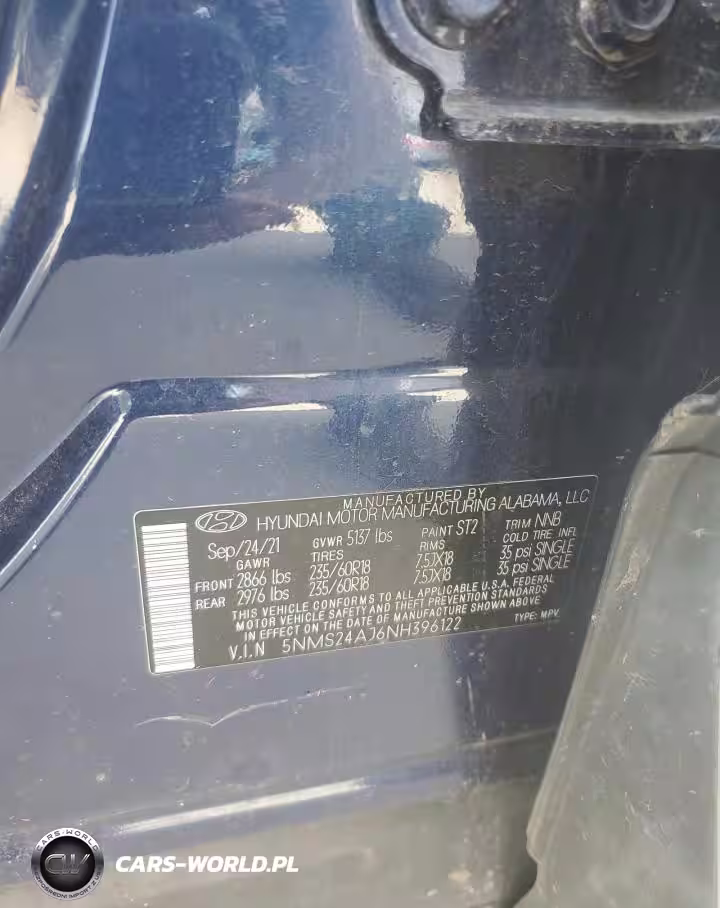 MANUFACTURED BY
HYUNDAI MOTOR MANUFACTURING ALABAMA, LLC
Sep/24/21 GVWR 5137 lbs PAINT ST2 TRIM NNB
GAWR TIRES RIMS COLD TIRE INFL
FRONT 2866 lbs 235/60R18 7.5JX18 35 psi SINGLE
REAR 2976 lbs 235/60R18 7.5JX18 35 psi SINGLE
THIS VEHICLE CONFORMS TO ALL APPLICABLE U.S.A. FEDERAL
MOTOR VEHICLE SAFETY AND THEFT PREVENTION STANDARDS
IN EFFECT ON THE DATE OF MANUFACTURE SHOWN ABOVE
V.I.N 5NMS24AJ6NH396122 TYPE: MPV
CARS-WORLD
CW
CARS-WORLD.PL